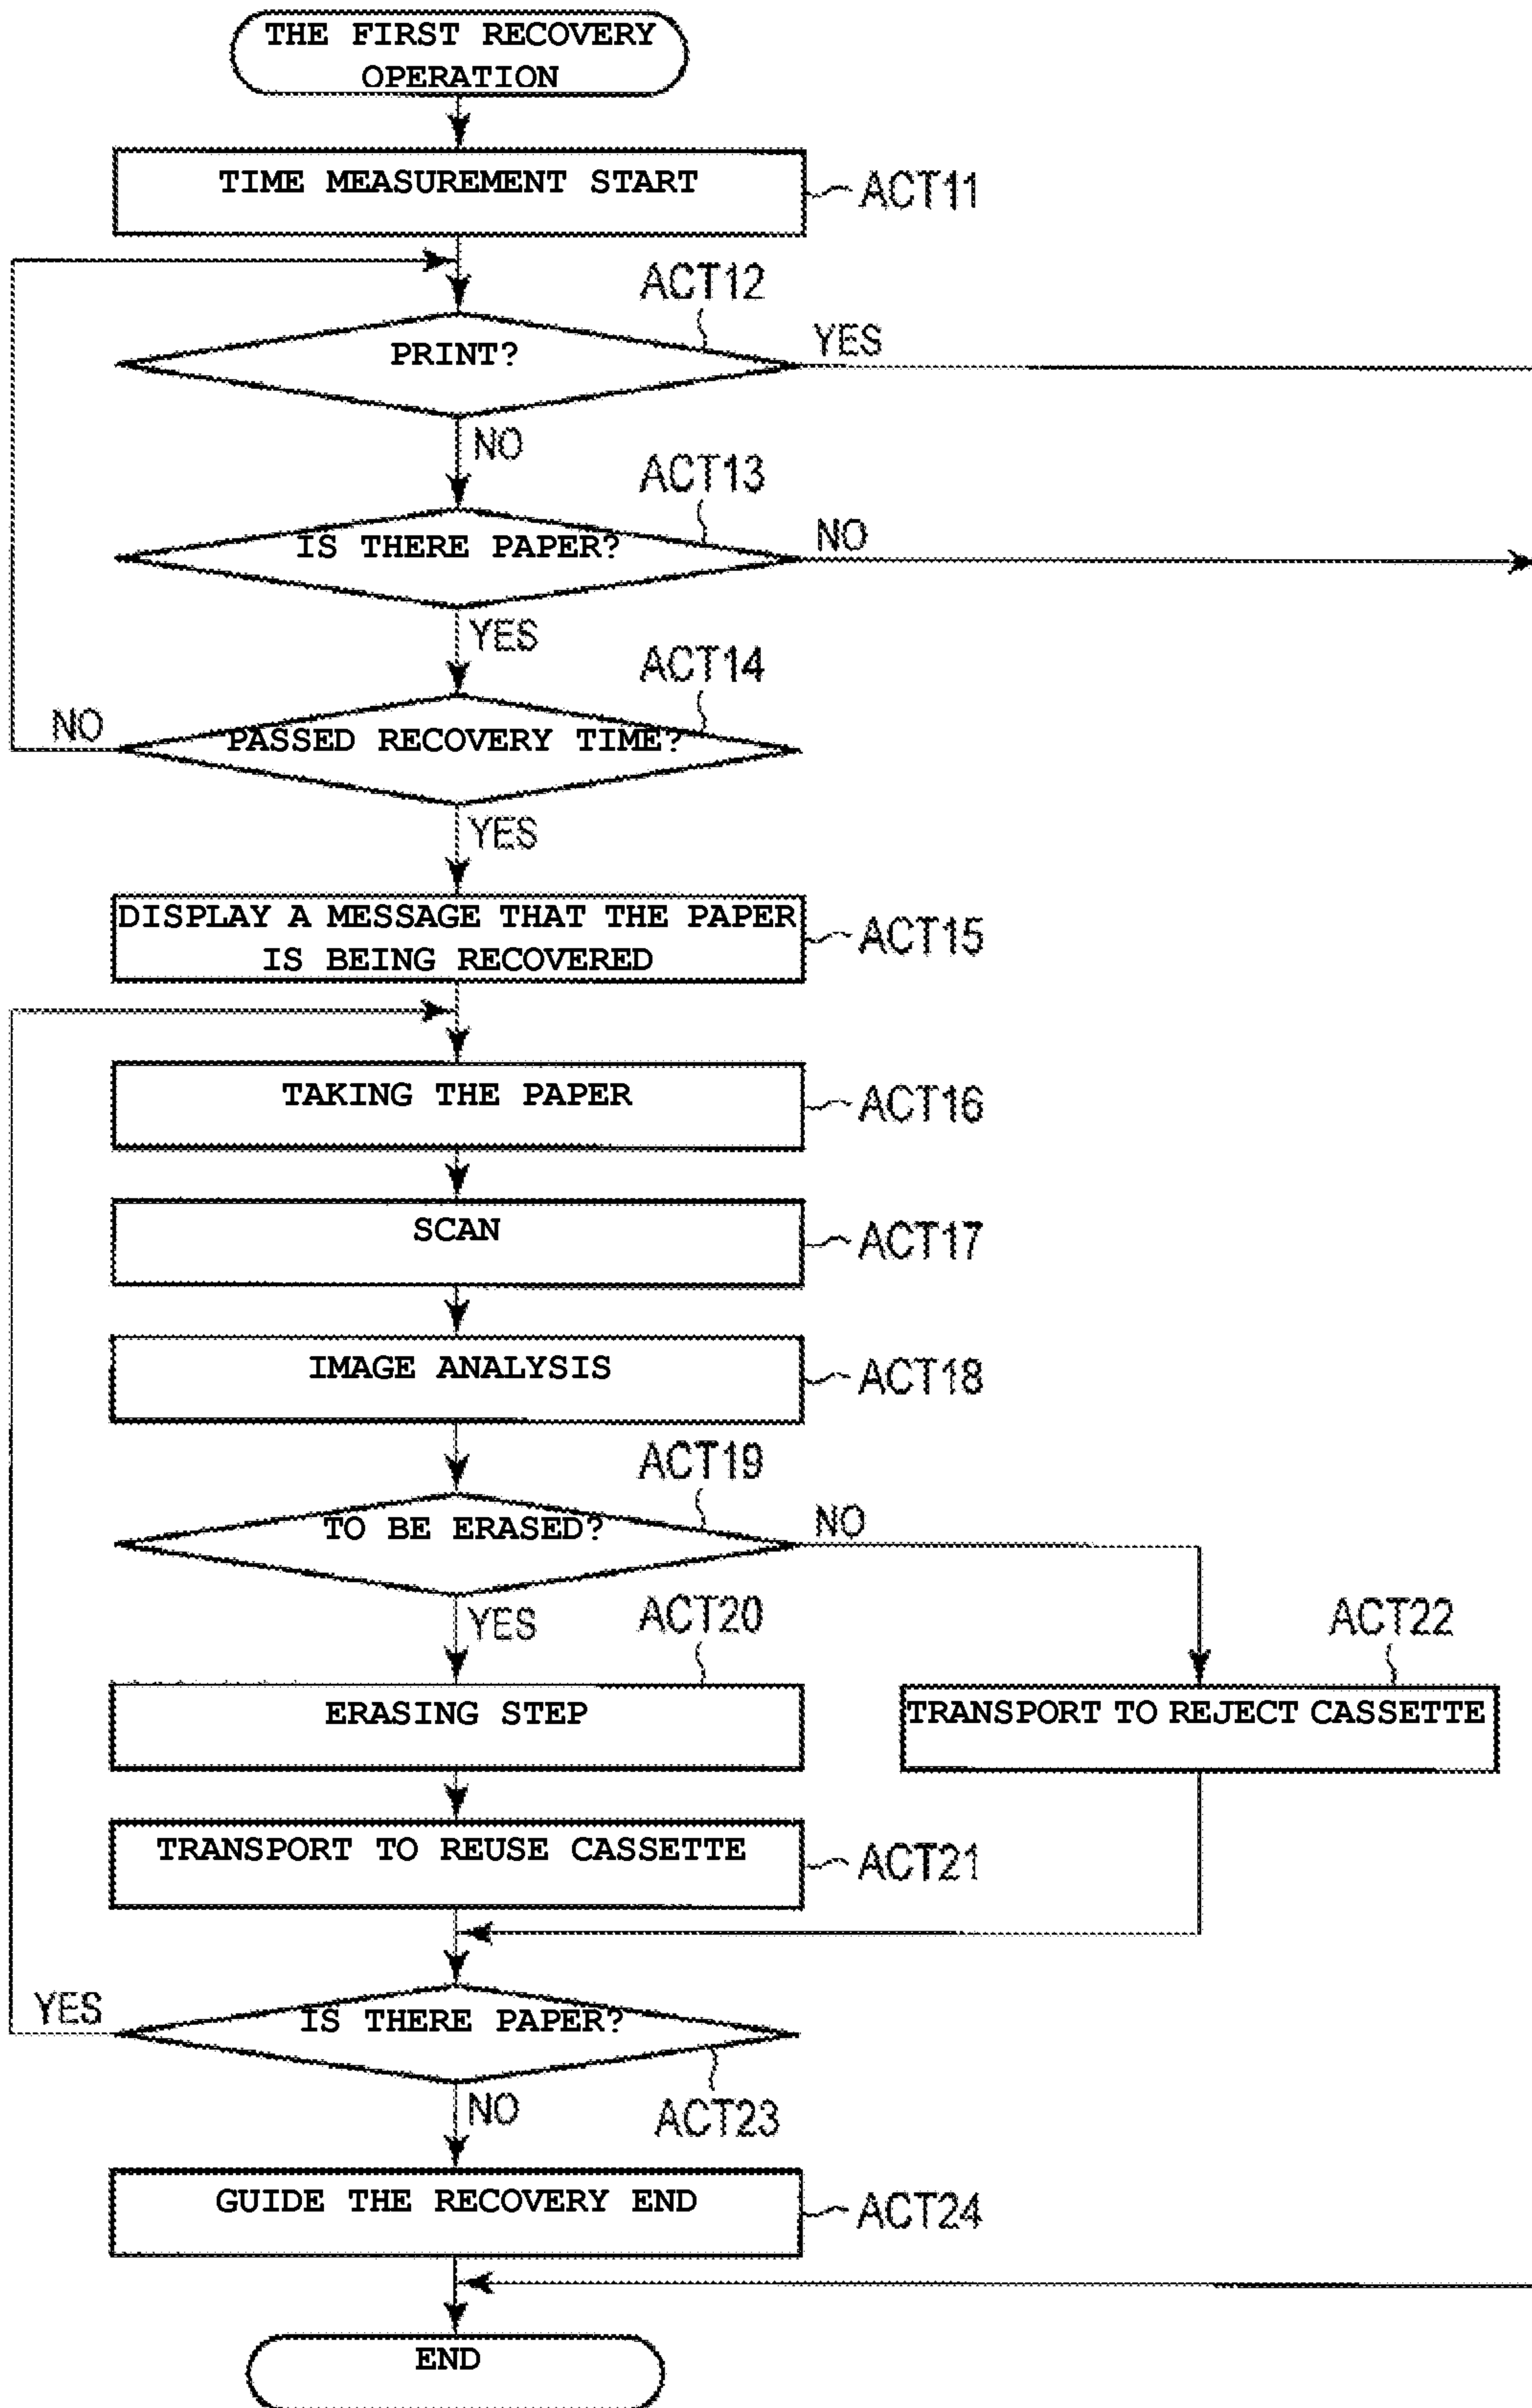 THE FIRST RECOVERY
OPERATION
TIME MEASUREMENT START
ACT11
ACT12
PRINT?
YES
NO
ACT13
IS THERE PAPER?
NO
YES
ACT14
PASSED RECOVERY TIME?
NO
YES
DISPLAY A MESSAGE THAT THE PAPER
IS BEING RECOVERED
ACT15
TAKING THE PAPER
ACT16
SCAN
ACT17
IMAGE ANALYSIS
ACT18
ACT19
TO BE ERASED?
NO
YES
ACT20
ACT22
ERASING STEP
TRANSPORT TO REJECT CASSETTE
TRANSPORT TO REUSE CASSETTE
ACT21
IS THERE PAPER?
YES
NO
ACT23
GUIDE THE RECOVERY END
ACT24
END